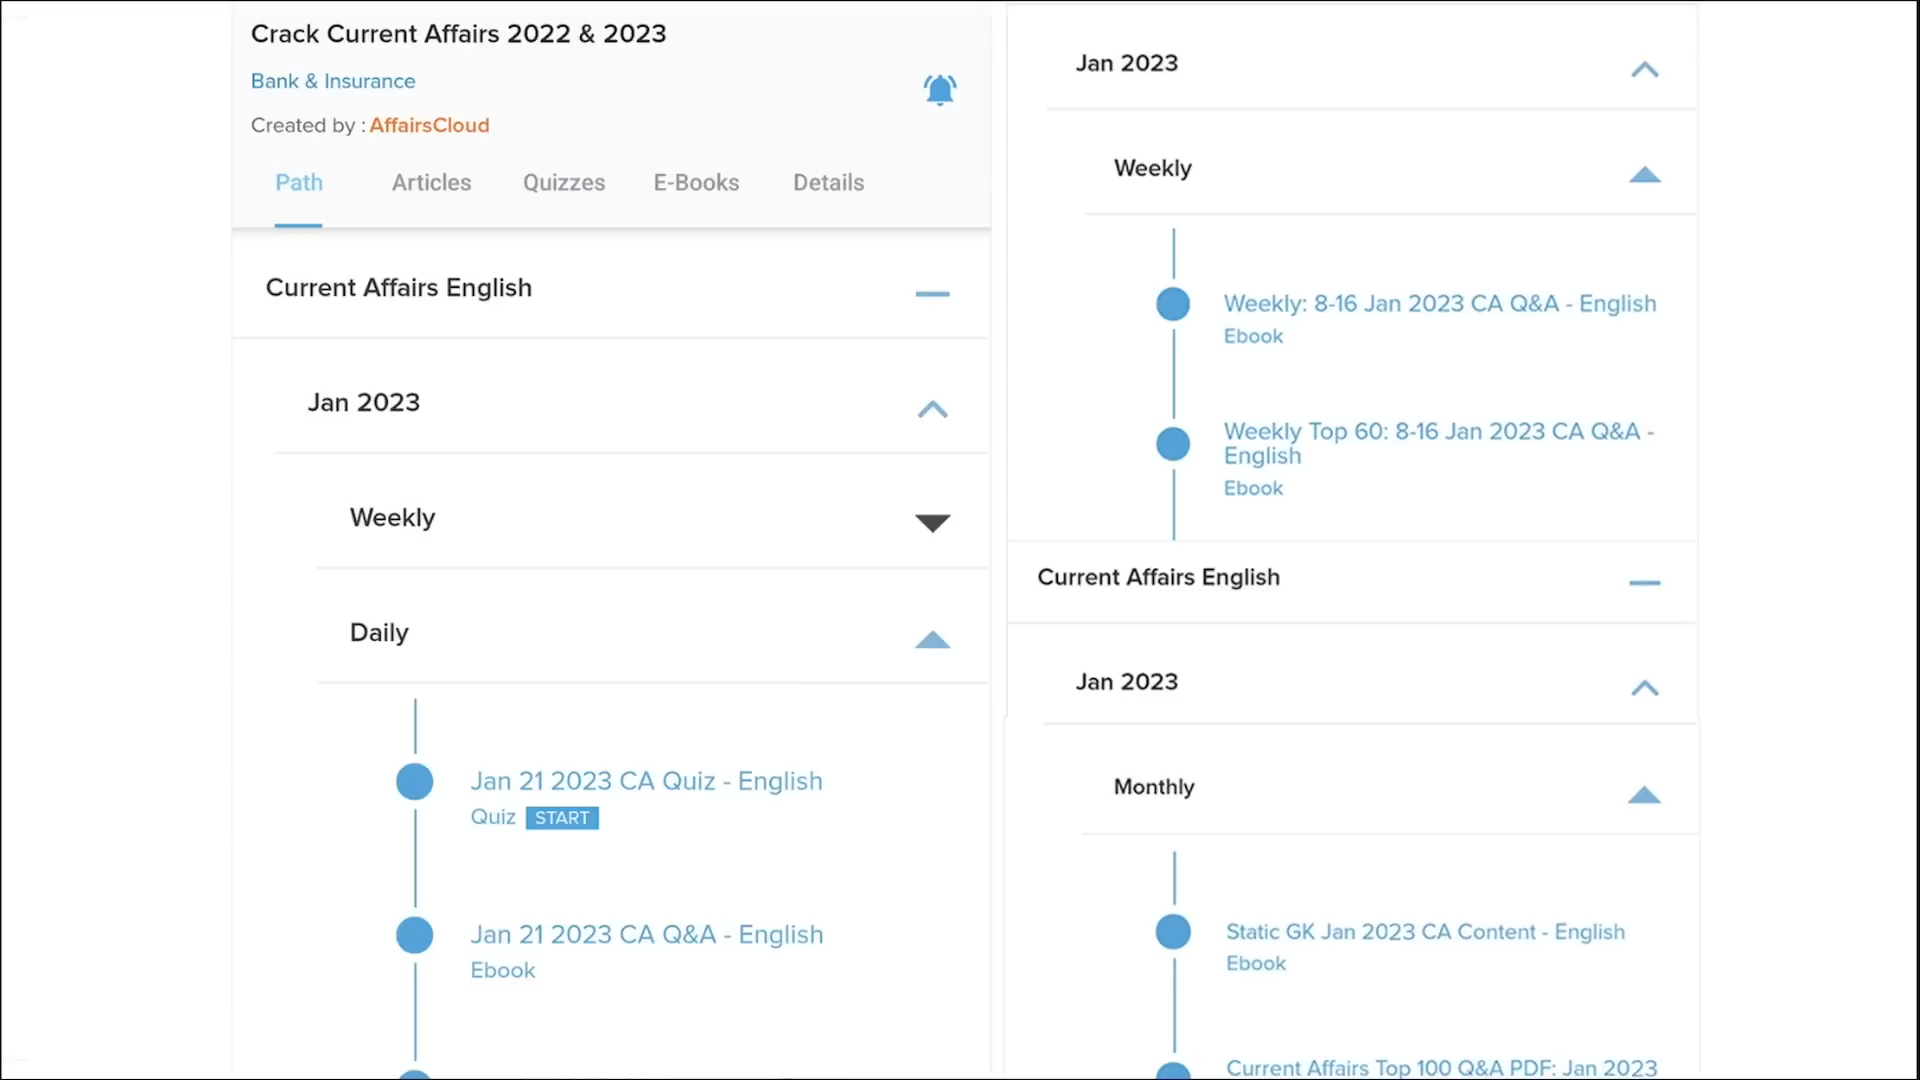 Crack Current Affairs 2022 & 2023
Bank & Insurance
Created by : AffairsCloud
Path Articles Quizzes E-Books Details
Current Affairs English
Jan 2023
Weekly
Daily
Jan 21 2023 CA Quiz - English
Quiz START
Jan 21 2023 CA Q&A - English
Ebook
Jan 2023
Weekly
Weekly: 8-16 Jan 2023 CA Q&A - English
Ebook
Weekly Top 60: 8-16 Jan 2023 CA Q&A -
English
Ebook
Current Affairs English
Jan 2023
Monthly
Static GK Jan 2023 CA Content - English
Ebook
Current Affairs Top 100 Q&A PDF: Jan 2023